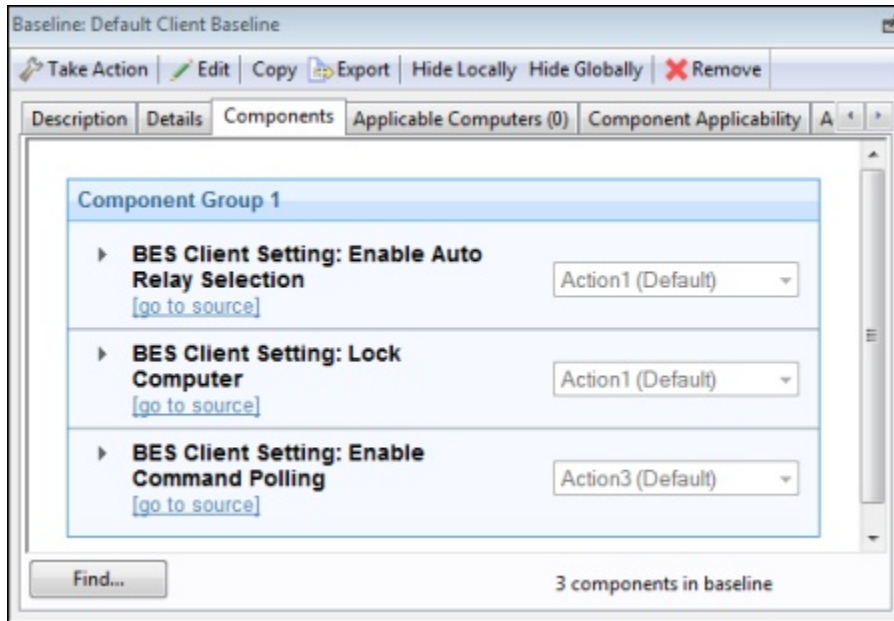 Baseline: Default Client Baseline
Take Action Edit Copy Export Hide Locally Hide Globally Remove
Description Details Components Applicable Computers (0) Component Applicability A
Component Group 1
BES Client Setting: Enable Auto
Relay Selection
Action1 (Default)
[go to source]
BES Client Setting: Lock
Computer
Action1 (Default)
[go to source]
BES Client Setting: Enable
Command Polling
Action3 (Default)
[go to source]
Find...
3 components in baseline